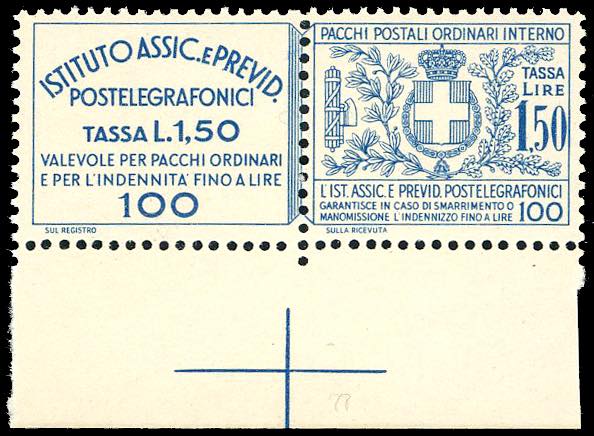 ISTITUTO ASSIC. E PREVID.
POSTELEGRAFONICI
TASSA L.1,50
VALEVOLE PER PACCHI ORDINARI
E PER L'INDENNITA' FINO A LIRE
100
SUL REGISTRO
PACCHI POSTALI ORDINARI INTERNO
TASSA
LIRE
1,50
L'IST. ASSIC. E PREVID. POSTELEGRAFONICI
GARANTISCE IN CASO DI SMARRIMENTO O
MANOMISSIONE L'INDENNIZZO FINO A LIRE 100
SULLA RICEVUTA